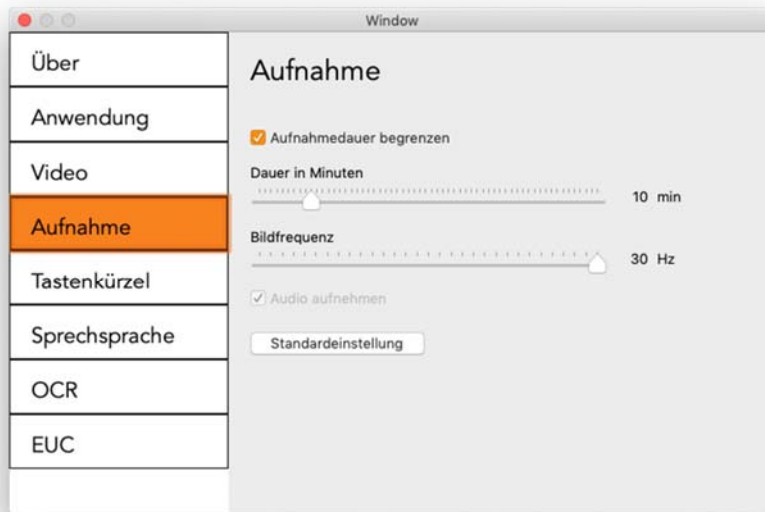 Window
Über
Anwendung
Video
Aufnahme
Tastenkürzel
Sprechsprache
OCR
EUC
Aufnahme
Aufnahmedauer begrenzen
Dauer in Minuten
10 min
Bildfrequenz
30 Hz
Audio aufnehmen
Standardeinstellung